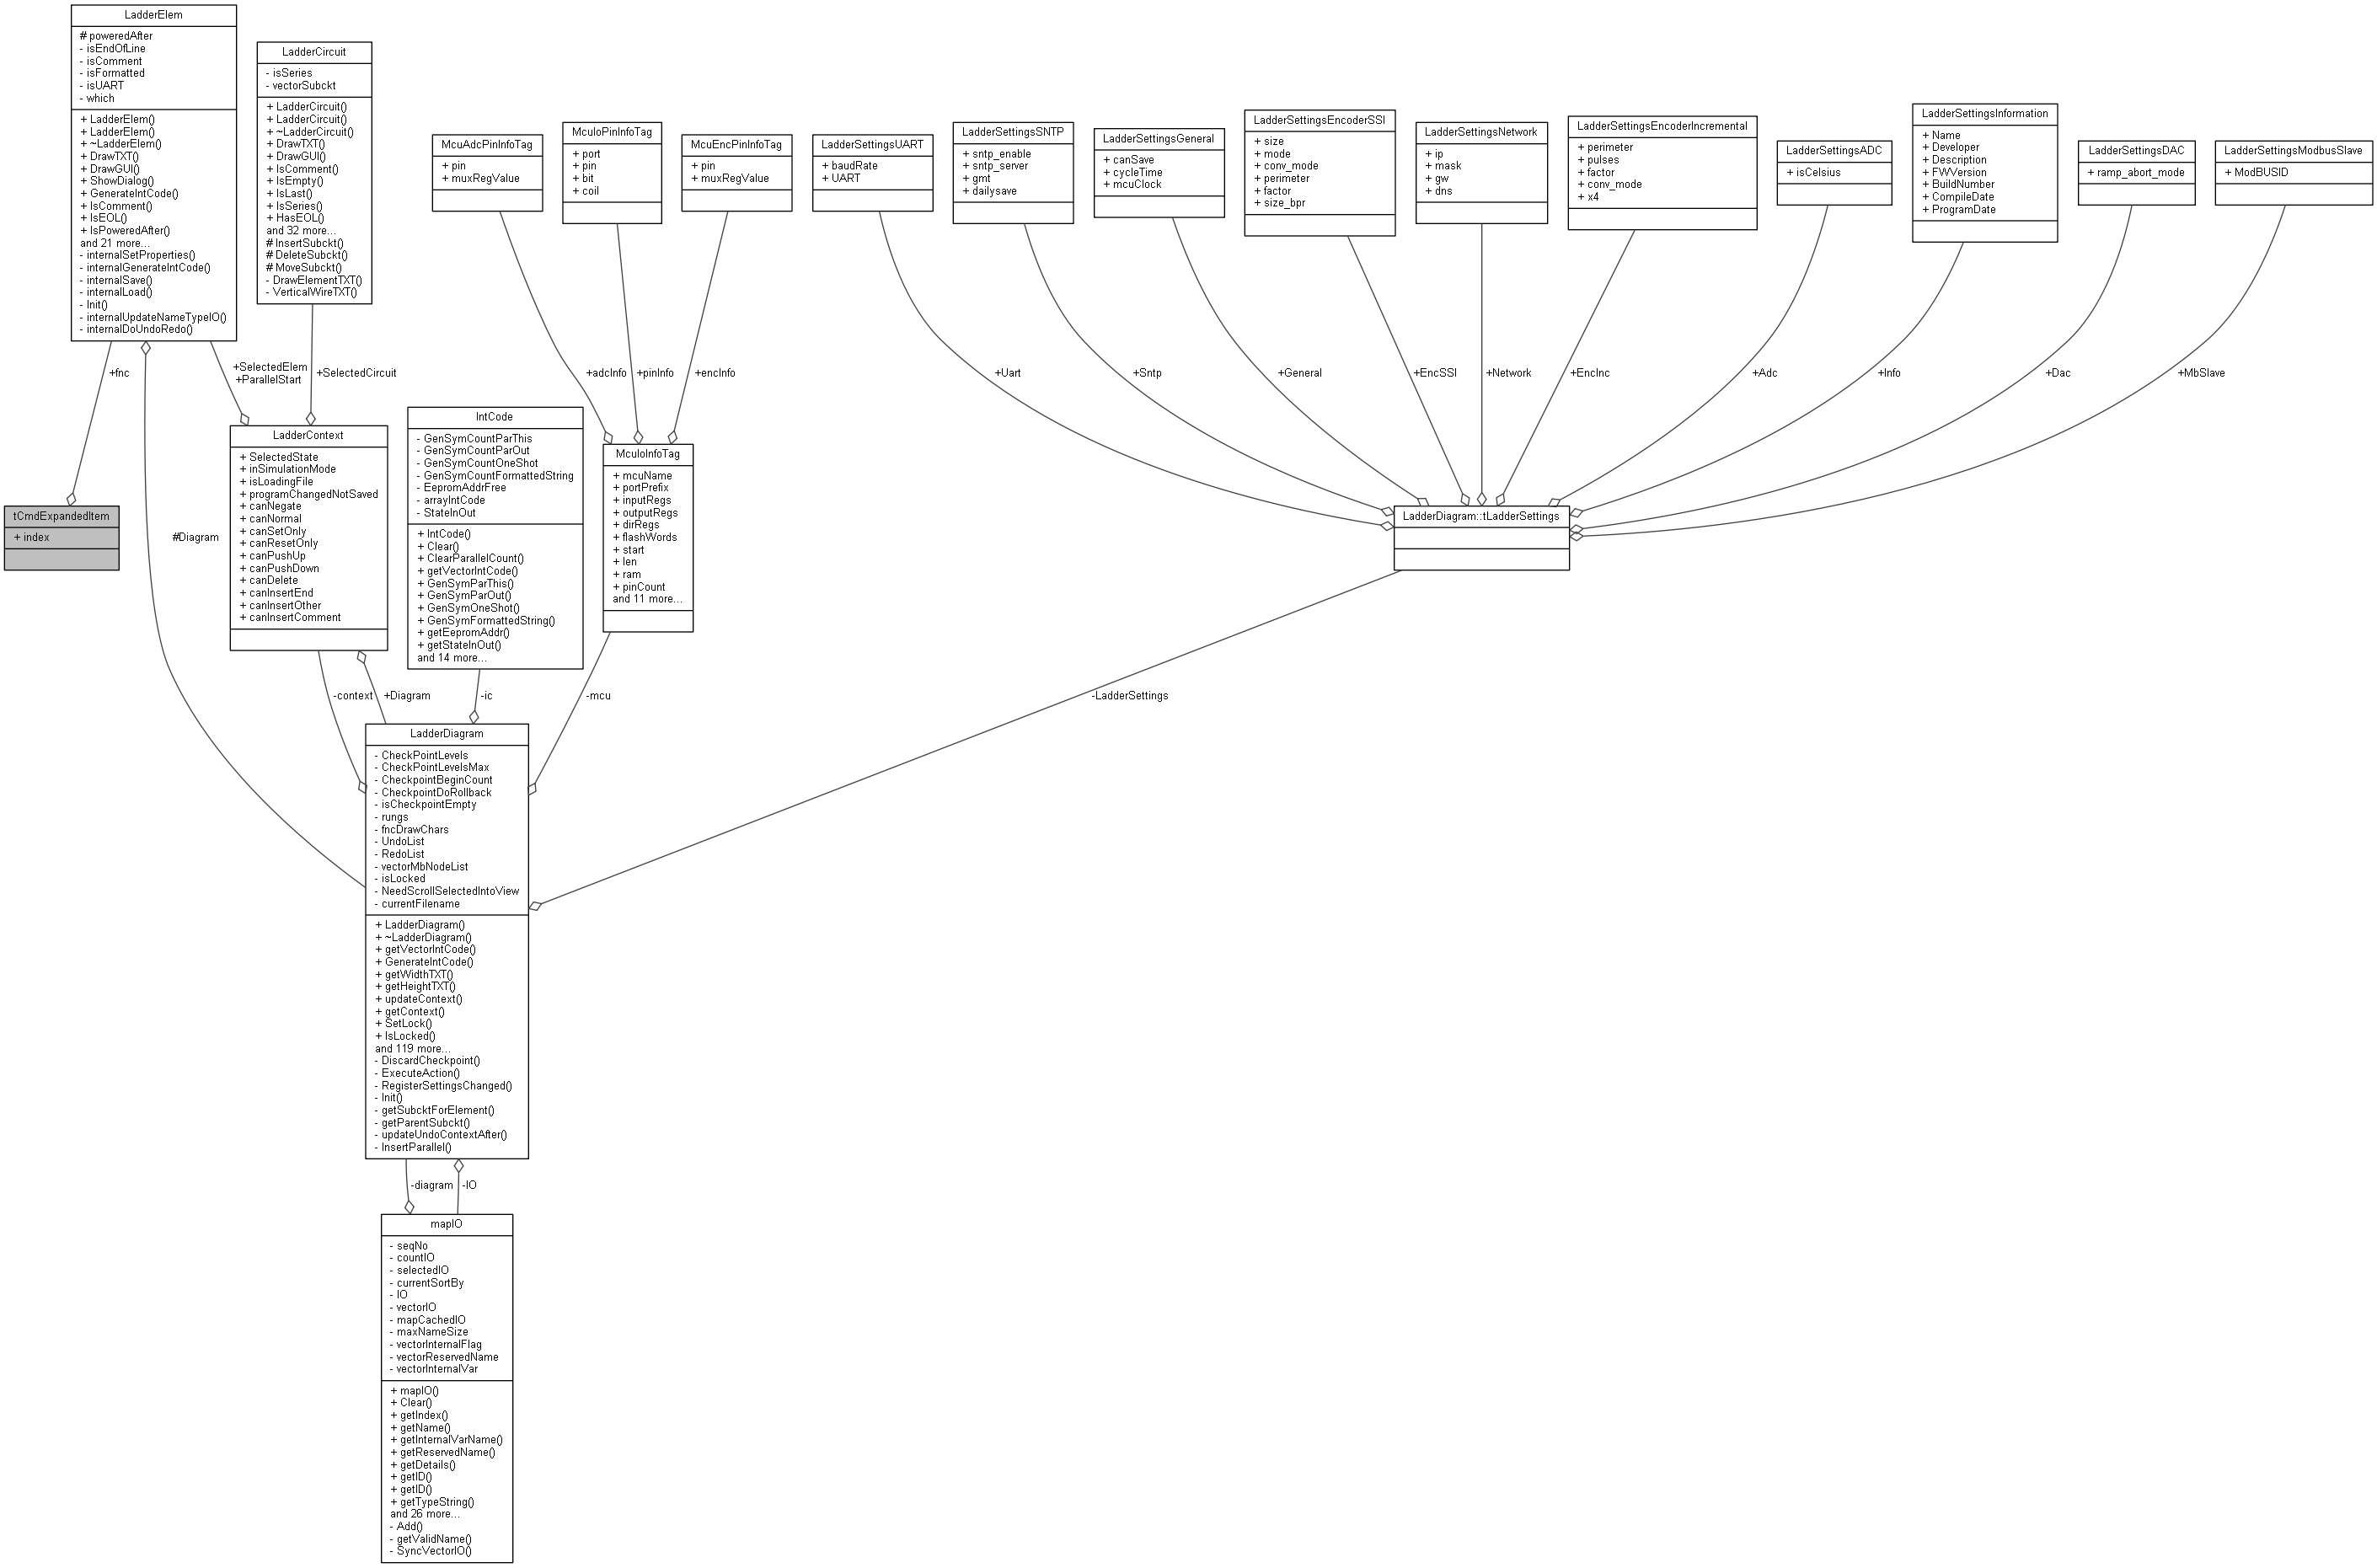 LadderElem
# poweredAfter
- isEndOfLine
- isComment
- isFormatted
- isUART
- which
+ LadderElem()
+ LadderElem()
+ ~LadderElem()
+ DrawTXT()
+ DrawGUI()
+ ShowDialog()
+ GenerateIntCode()
+ IsComment()
+ IsEOL()
+ IsPoweredAfter()
and 21 more...
- internalSetProperties()
- internalGenerateIntCode()
- internalSave()
- internalLoad()
- Init()
- internalUpdateNameTypeIO()
- internalDoUndoRedo()
LadderCircuit
- isSeries
- vectorSubckt
+ LadderCircuit()
+ LadderCircuit()
+ ~LadderCircuit()
+ DrawTXT()
+ DrawGUI()
+ IsComment()
+ IsEmpty()
+ IsLast()
+ IsSeries()
+ HasEOL()
and 32 more...
# InsertSubckt()
# DeleteSubckt()
# MoveSubckt()
- DrawElementTXT()
- VerticalWireTXT()
McuAdcPinInfoTag
+ pin
+ muxRegValue
McuIoPinInfoTag
+ port
+ pin
+ bit
+ coil
McuEncPinInfoTag
+ pin
+ muxRegValue
LadderSettingsUART
+ baudRate
+ UART
LadderSettingsSNTP
+ sntp_enable
+ sntp_server
+ gmt
+ dailysave
LadderSettingsGeneral
+ canSave
+ cycleTime
+ mcuClock
LadderSettingsEncoderSSI
+ size
+ mode
+ conv_mode
+ perimeter
+ factor
+ size_bpr
LadderSettingsNetwork
+ ip
+ mask
+ gw
+ dns
LadderSettingsEncoderIncremental
+ perimeter
+ pulses
+ factor
+ conv_mode
+ x4
LadderSettingsADC
+ isCelsius
LadderSettingsInformation
+ Name
+ Developer
+ Description
+ FWVersion
+ BuildNumber
+ CompileDate
+ ProgramDate
LadderSettingsDAC
+ ramp_abort_mode
LadderSettingsModbusSlave
+ ModBUSID
+fnc
+SelectedElem
+ParallelStart
+SelectedCircuit
+adcInfo
+pinInfo
+encInfo
+Uart
+Sntp
+General
+EncSSI
+Network
+EncInc
+Adc
+Info
+Dac
+MbSlave
tCmdExpandedItem
+ index
#Diagram
LadderContext
+ SelectedState
+ inSimulationMode
+ isLoadingFile
+ programChangedNotSaved
+ canNegate
+ canNormal
+ canSetOnly
+ canResetOnly
+ canPushUp
+ canPushDown
+ canDelete
+ canInsertEnd
+ canInsertOther
+ canInsertComment
IntCode
- GenSymCountParThis
- GenSymCountParOut
- GenSymCountOneShot
- GenSymCountFormattedString
- EepromAddrFree
- arrayIntCode
- StateInOut
+ IntCode()
+ Clear()
+ ClearParallelCount()
+ getVectorIntCode()
+ GenSymParThis()
+ GenSymParOut()
+ GenSymOneShot()
+ GenSymFormattedString()
+ getEepromAddr()
+ getStateInOut()
and 14 more...
McuIoInfoTag
+ mcuName
+ portPrefix
+ inputRegs
+ outputRegs
+ dirRegs
+ flashWords
+ start
+ len
+ ram
+ pinCount
and 11 more...
LadderDiagram::tLadderSettings
-context
+Diagram
-ic
-mcu
-LadderSettings
LadderDiagram
- CheckPointLevels
- CheckPointLevelsMax
- CheckpointBeginCount
- CheckpointDoRollback
- isCheckpointEmpty
- rungs
- fncDrawChars
- UndoList
- RedoList
- vectorMbNodeList
- isLocked
- NeedScrollSelectedIntoView
- currentFilename
+ LadderDiagram()
+ ~LadderDiagram()
+ getVectorIntCode()
+ GenerateIntCode()
+ getWidthTXT()
+ getHeightTXT()
+ updateContext()
+ getContext()
+ SetLock()
+ IsLocked()
and 119 more...
- DiscardCheckpoint()
- ExecuteAction()
- RegisterSettingsChanged()
- Init()
- getSubcktForElement()
- getParentSubckt()
- updateUndoContextAfter()
- InsertParallel()
-diagram
-IO
mapIO
- seqNo
- countIO
- selectedIO
- currentSortBy
- IO
- vectorIO
- mapCachedIO
- maxNameSize
- vectorInternalFlag
- vectorReservedName
- vectorInternalVar
+ mapIO()
+ Clear()
+ getIndex()
+ getName()
+ getInternalVarName()
+ getReservedName()
+ getDetails()
+ getID()
+ getID()
+ getTypeString()
and 26 more...
- Add()
- getValidName()
- SyncVectorIO()